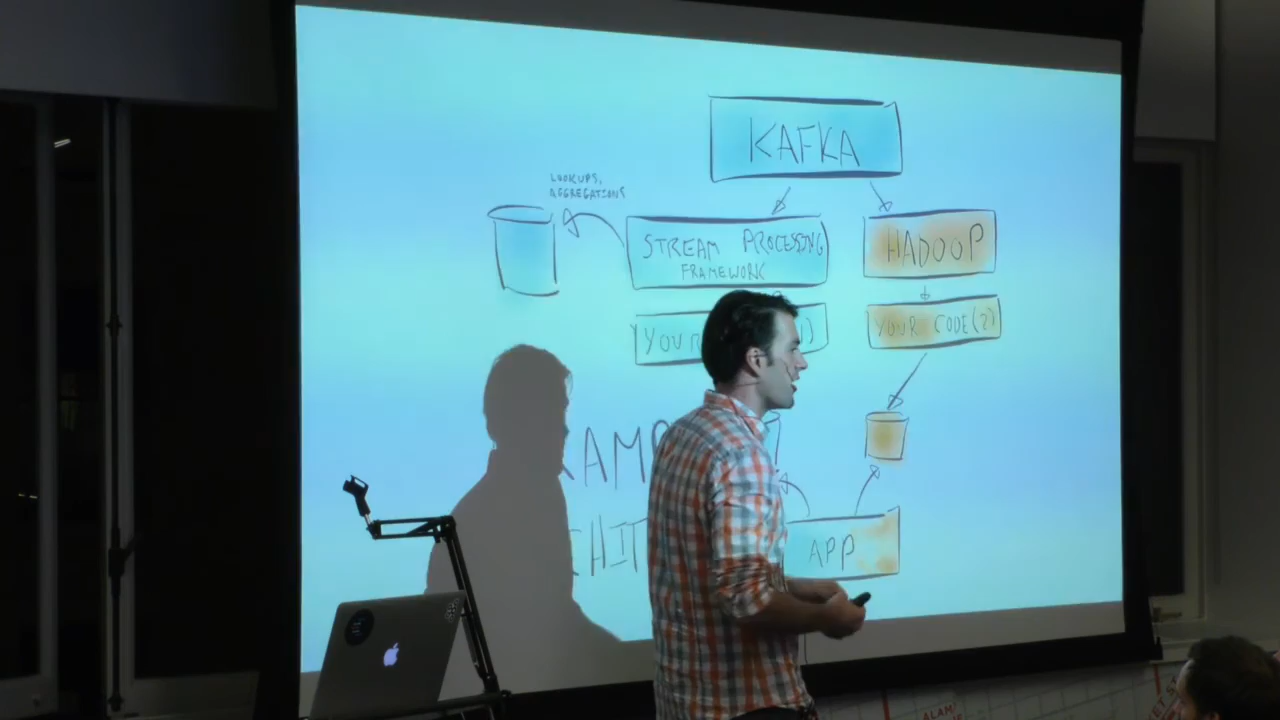 KAFKA
LOOKUPS,
AGGREGATIONS
STREAM PROCESSING
FRAMEWORK
HADOOP
YOUR CODE (2)
APP